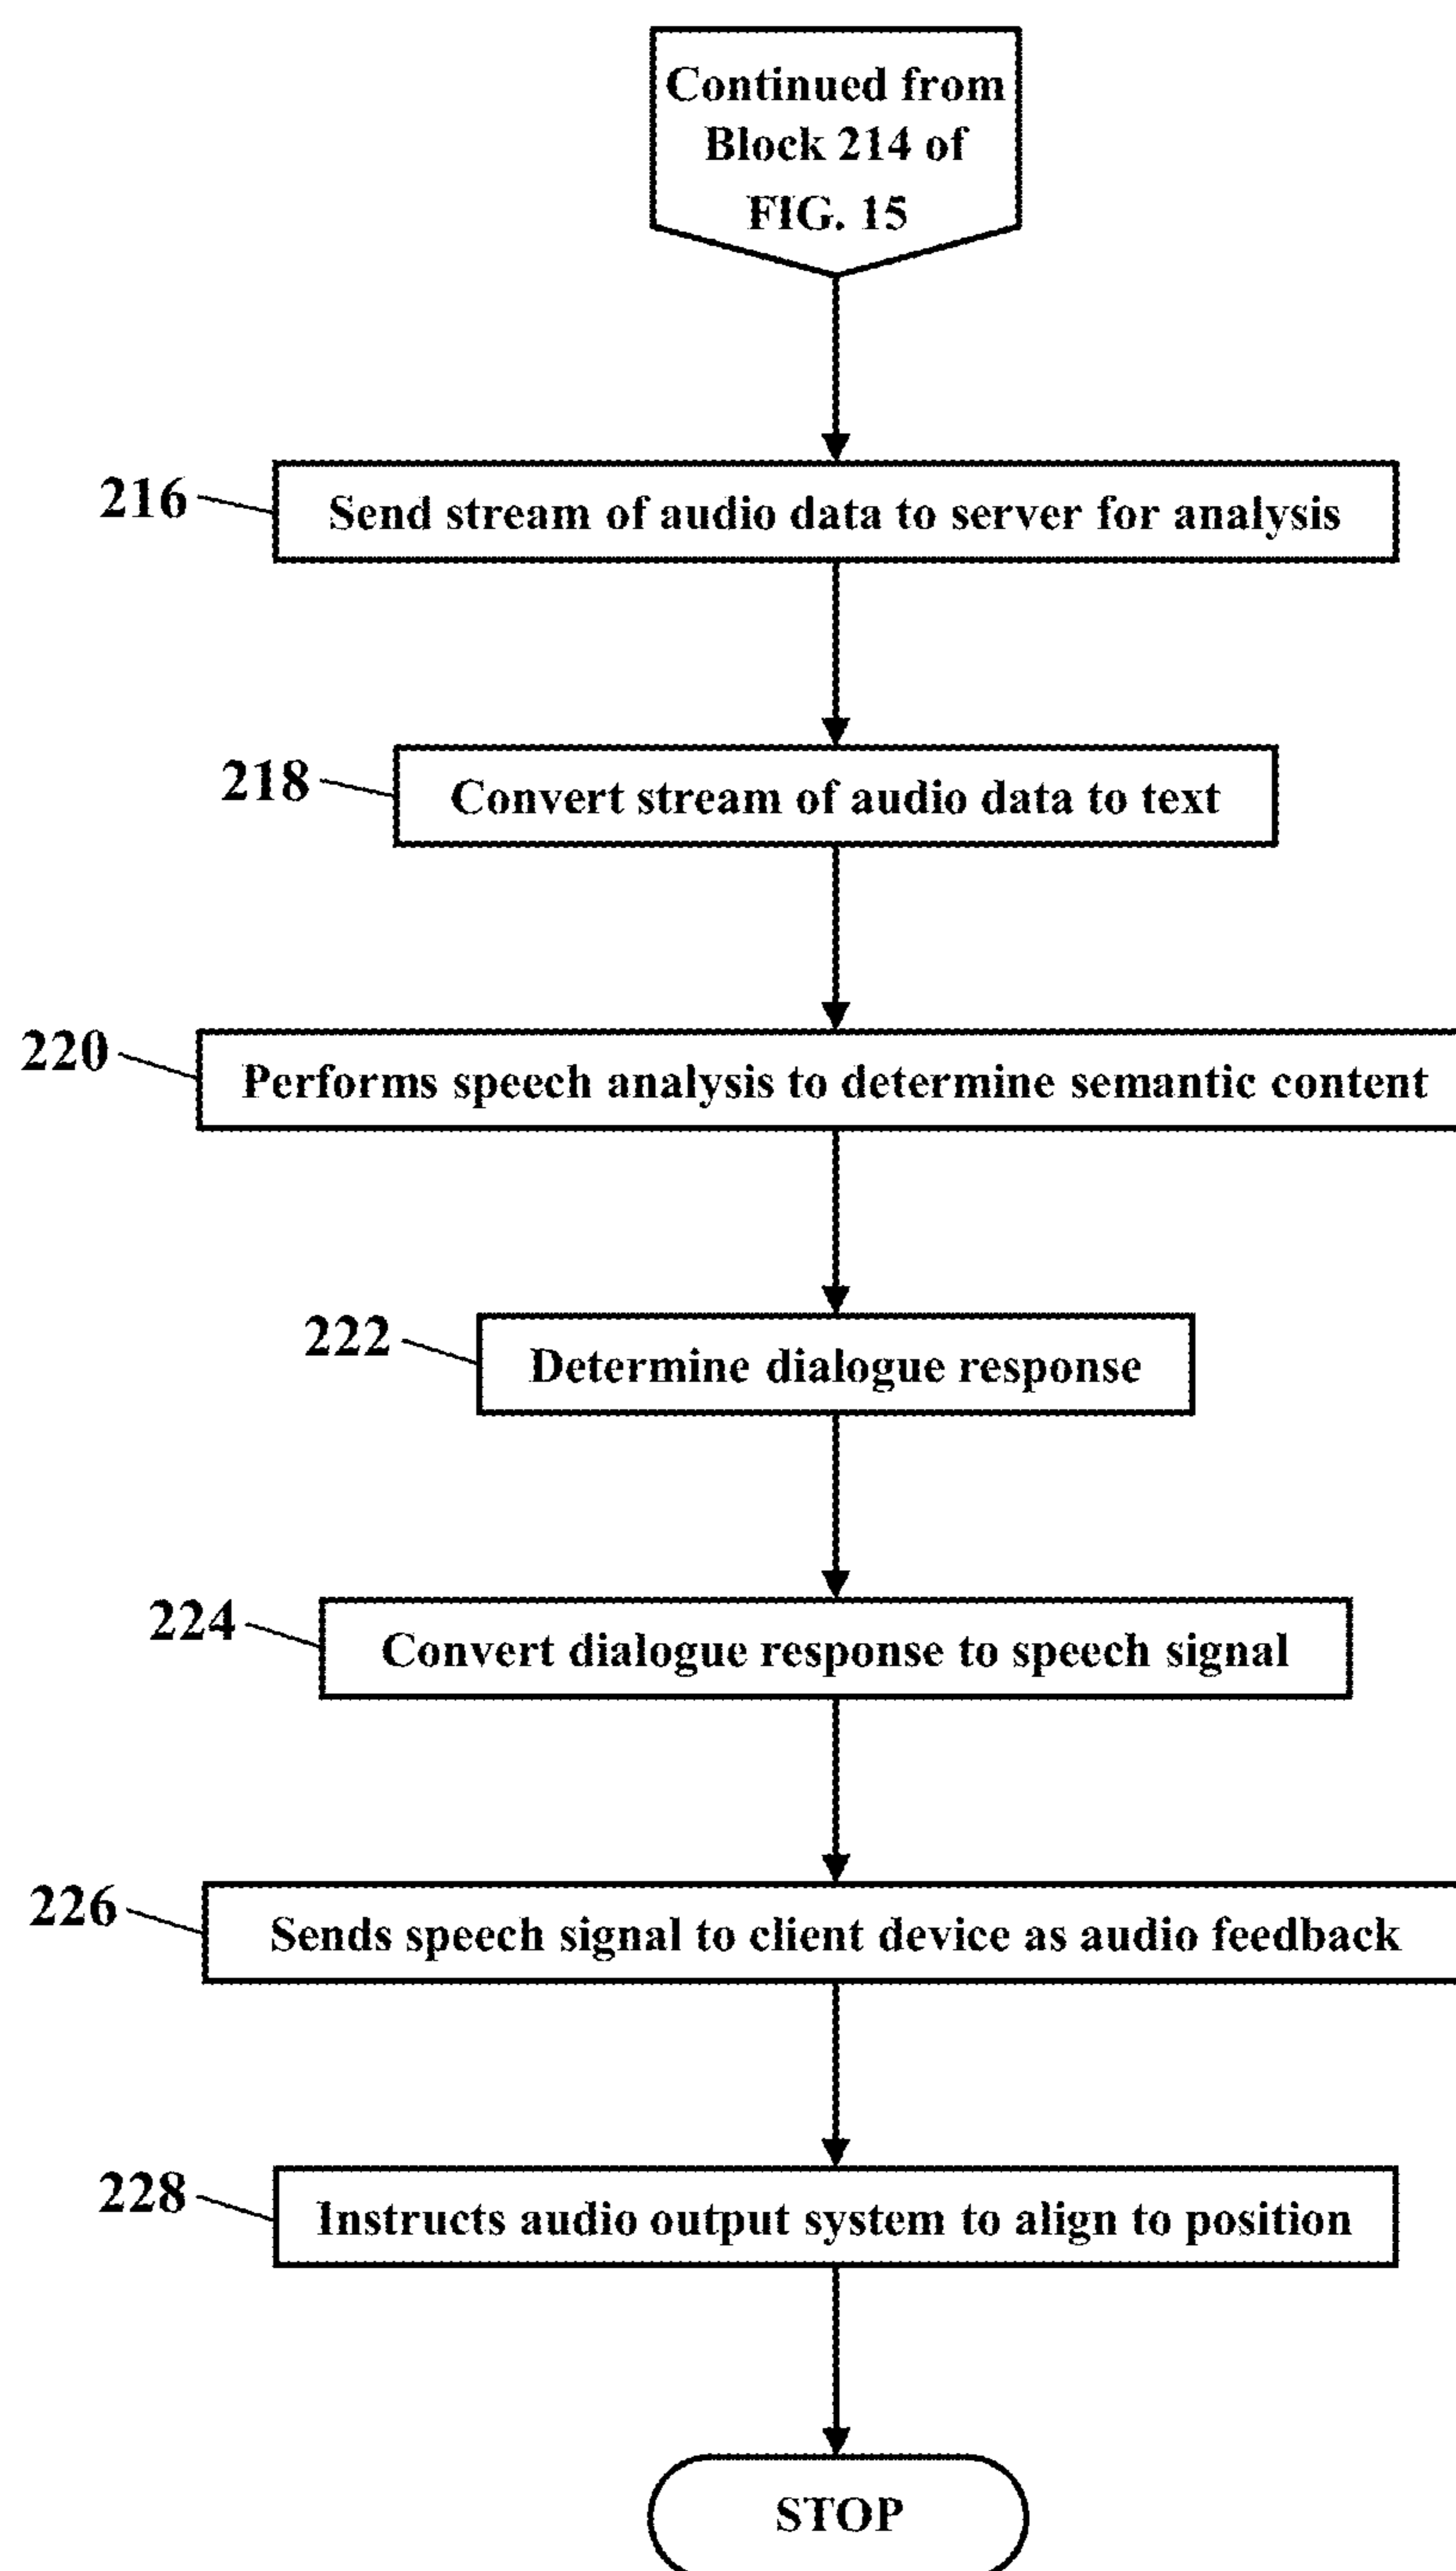 Continued from
Block 214 of
FIG. 15
216
Send stream of audio data to server for analysis
218
Convert stream of audio data to text
220
Performs speech analysis to determine semantic content
222
Determine dialogue response
224
Convert dialogue response to speech signal
226
Sends speech signal to client device as audio feedback
228
Instructs audio output system to align to position
STOP